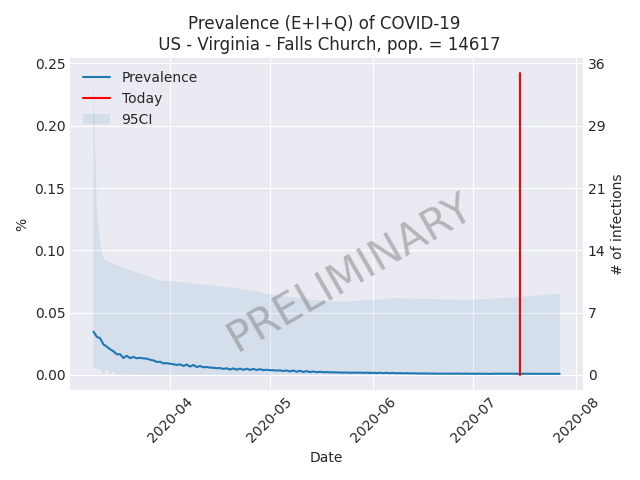 Prevalence (E+I+Q) of COVID-19
US - Virginia - Falls Church, pop. = 14617
0.25
0.20
0.15
0.10
0.05
0.00
%
36
29
21
14
7
0
# of infections
Prevalence
Today
95CI
PRELIMINARY
2020-04
2020-05
2020-06
2020-07
2020-08
Date